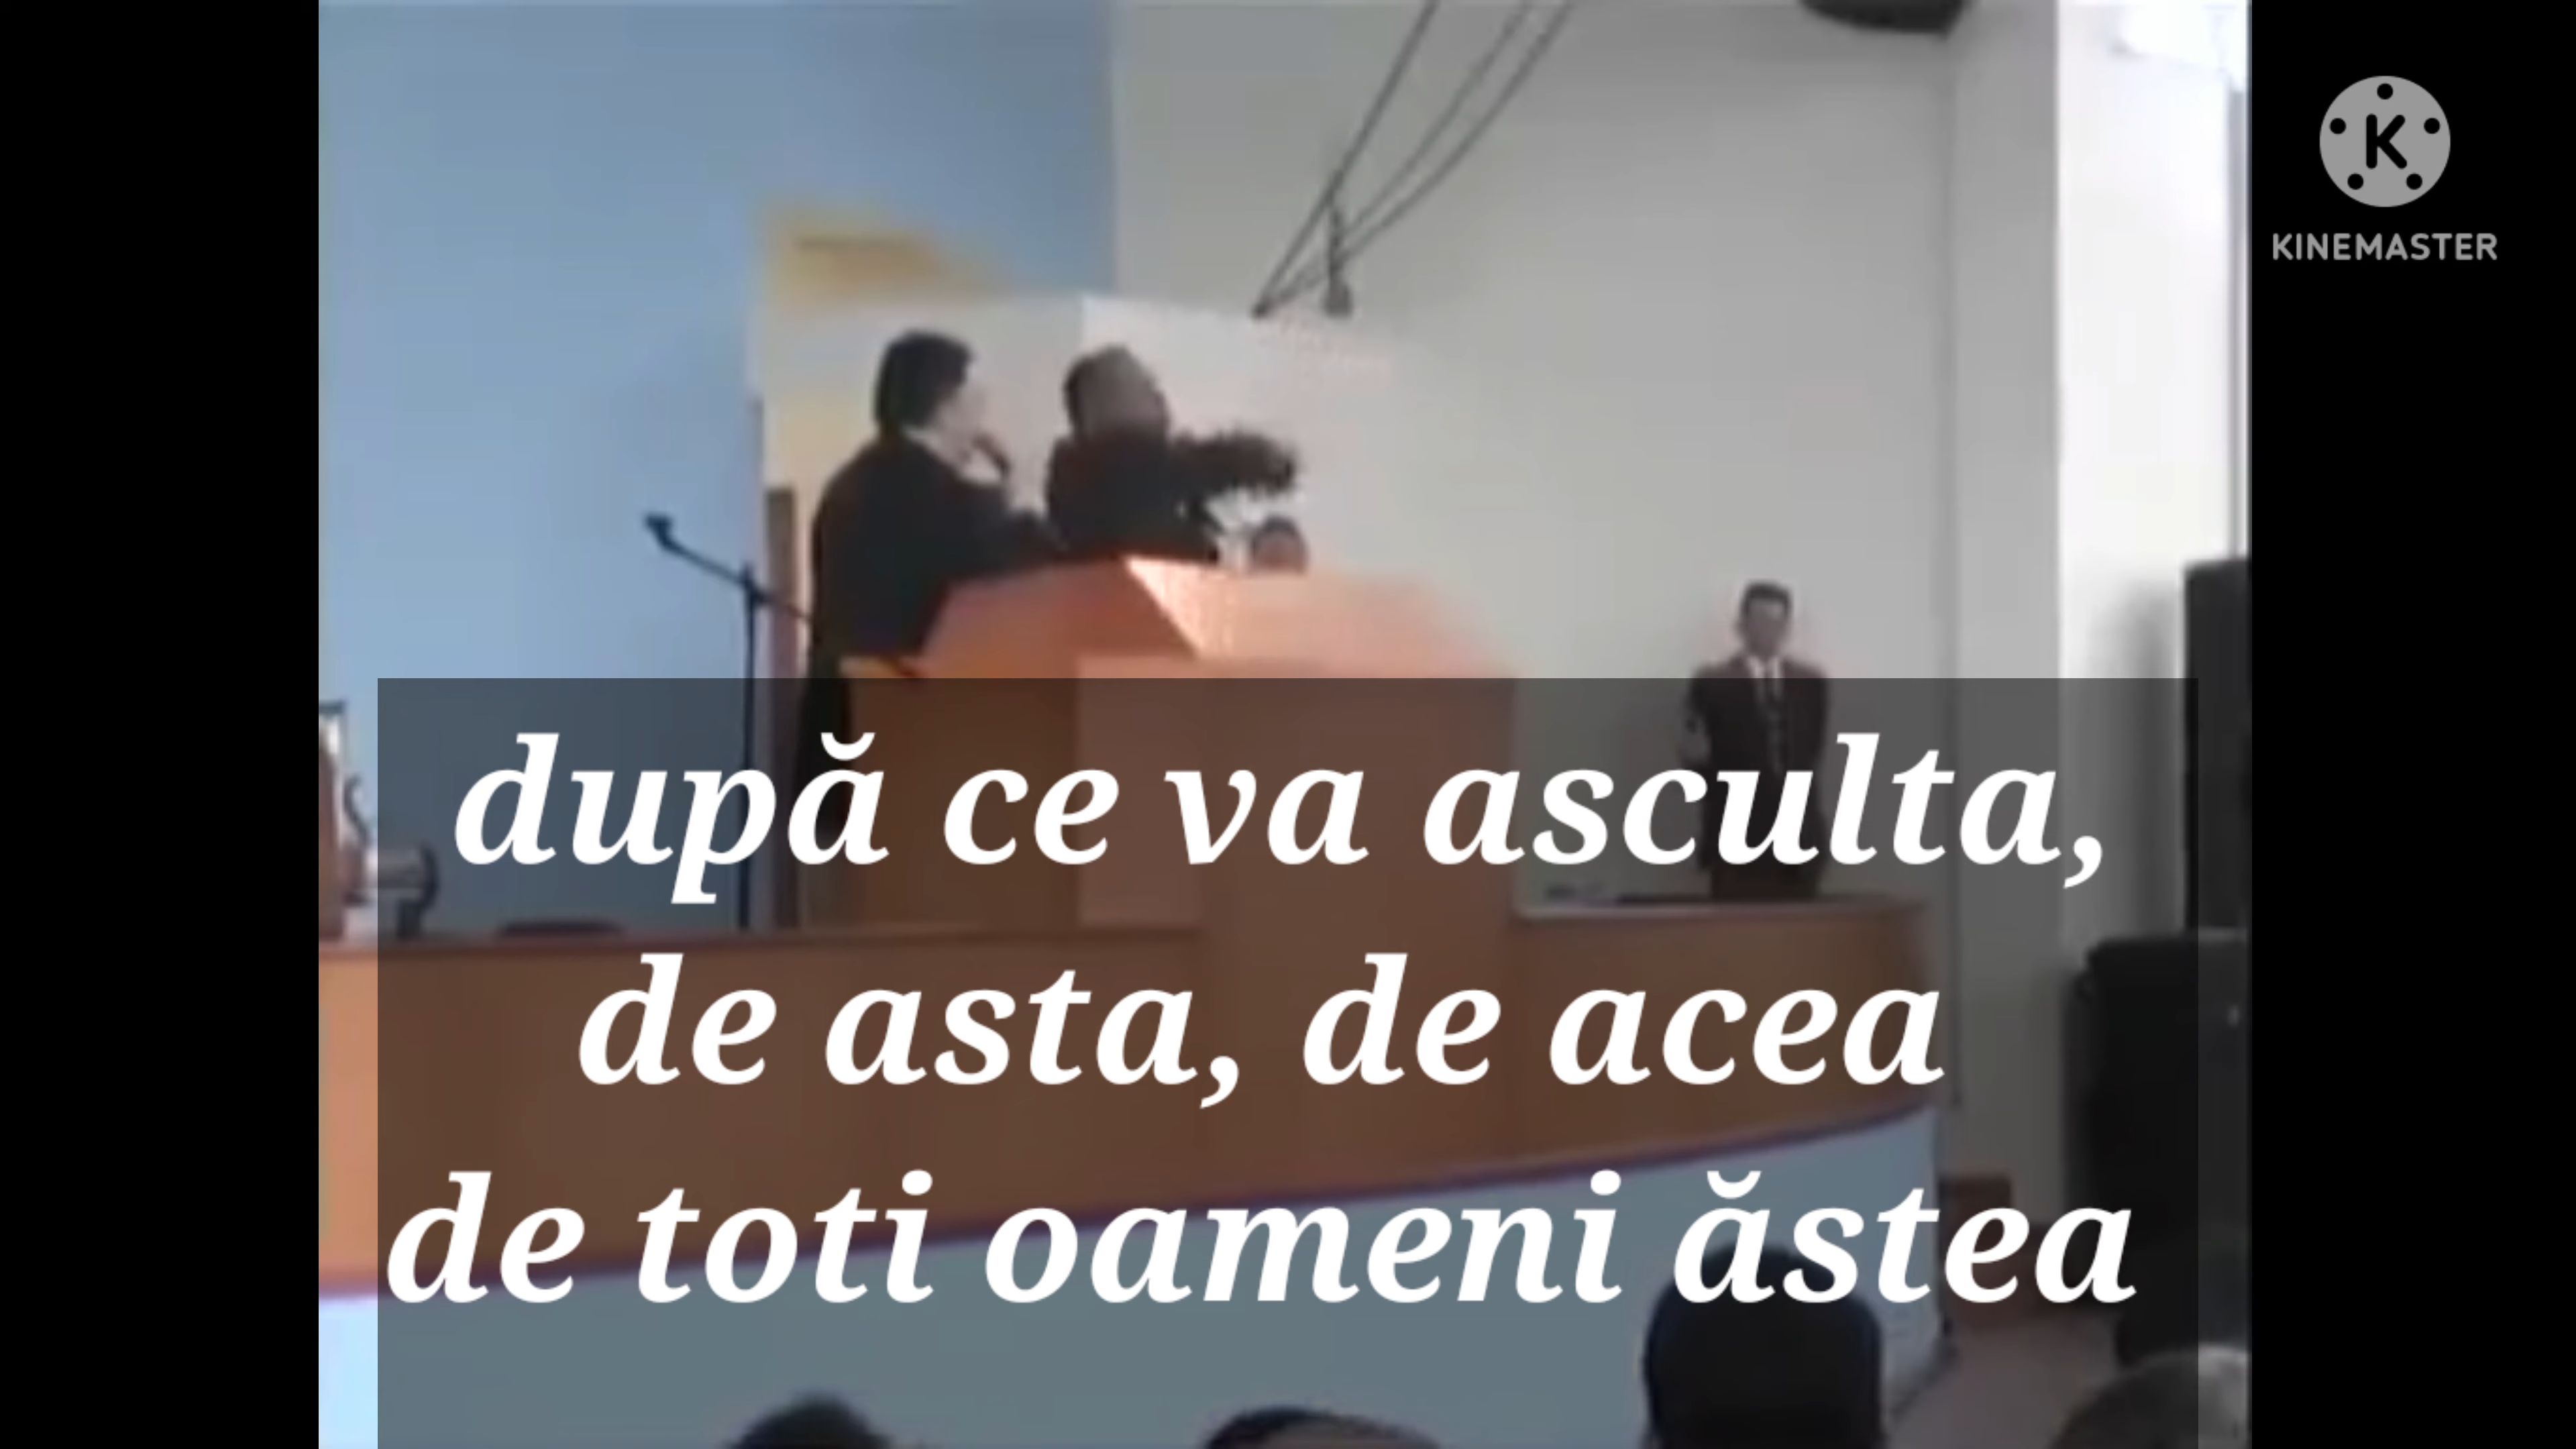 KINEMASTER
după ce va asculta,
de asta, de acea
de toti oameni ăstea